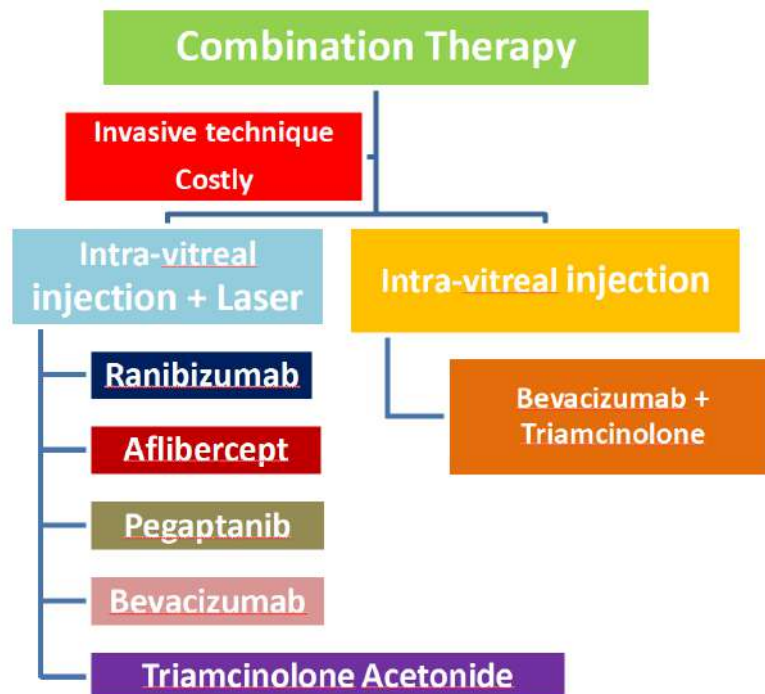 Combination Therapy
Invasive technique
Costly
Intra-vitreal
injection + Laser
Intra-vitreal injection
Ranibizumab
Aflibercept
Pegaptanib
Bevacizumab
Triamcinolone Acetonide
Bevacizumab +
Triamcinolone